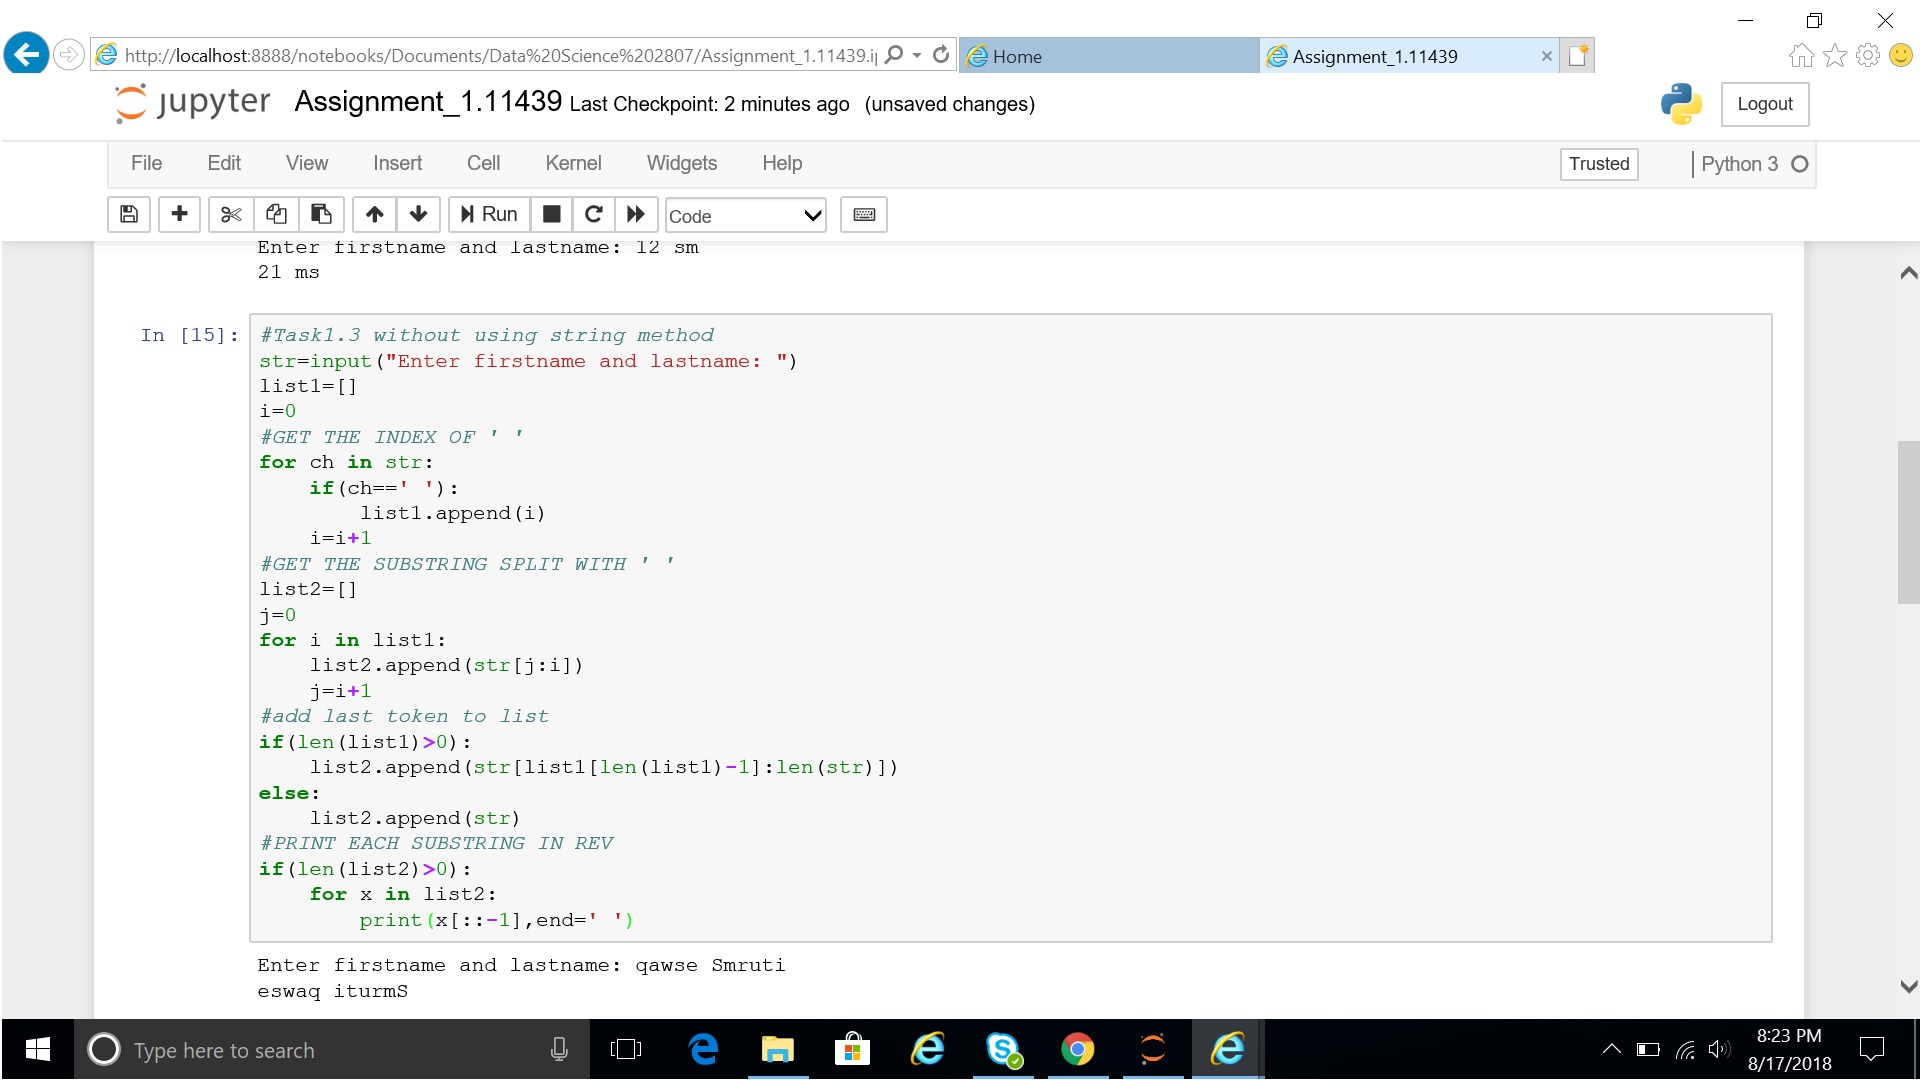 http://localhost:8888/notebooks/Documents/Data%20Science%202807/Assignment_1.11439.i
Home
Assignment_1.11439
jupyter Assignment_1.11439 Last Checkpoint: 2 minutes ago (unsaved changes)
Logout
File Edit View Insert Cell Kernel Widgets Help
Trusted
Python 3
Run
Code
Enter firstname and lastname: 12 sm
21 ms
In [15]:
#Task1.3 without using string method
str=input("Enter firstname and lastname: ")
list1=[]
i=0
#GET THE INDEX OF ' '
for ch in str:
    if(ch==' '):
        list1.append(i)
    i=i+1
#GET THE SUBSTRING SPLIT WITH ' '
list2=[]
j=0
for i in list1:
    list2.append(str[j:i])
    j=i+1
#add last token to list
if(len(list1)>0):
    list2.append(str[list1[len(list1)-1]:len(str)])
else:
    list2.append(str)
#PRINT EACH SUBSTRING IN REV
if(len(list2)>0):
    for x in list2:
        print(x[::-1],end=' ')
Enter firstname and lastname: qawse Smruti
eswaq iturmS
Type here to search
8:23 PM
8/17/2018